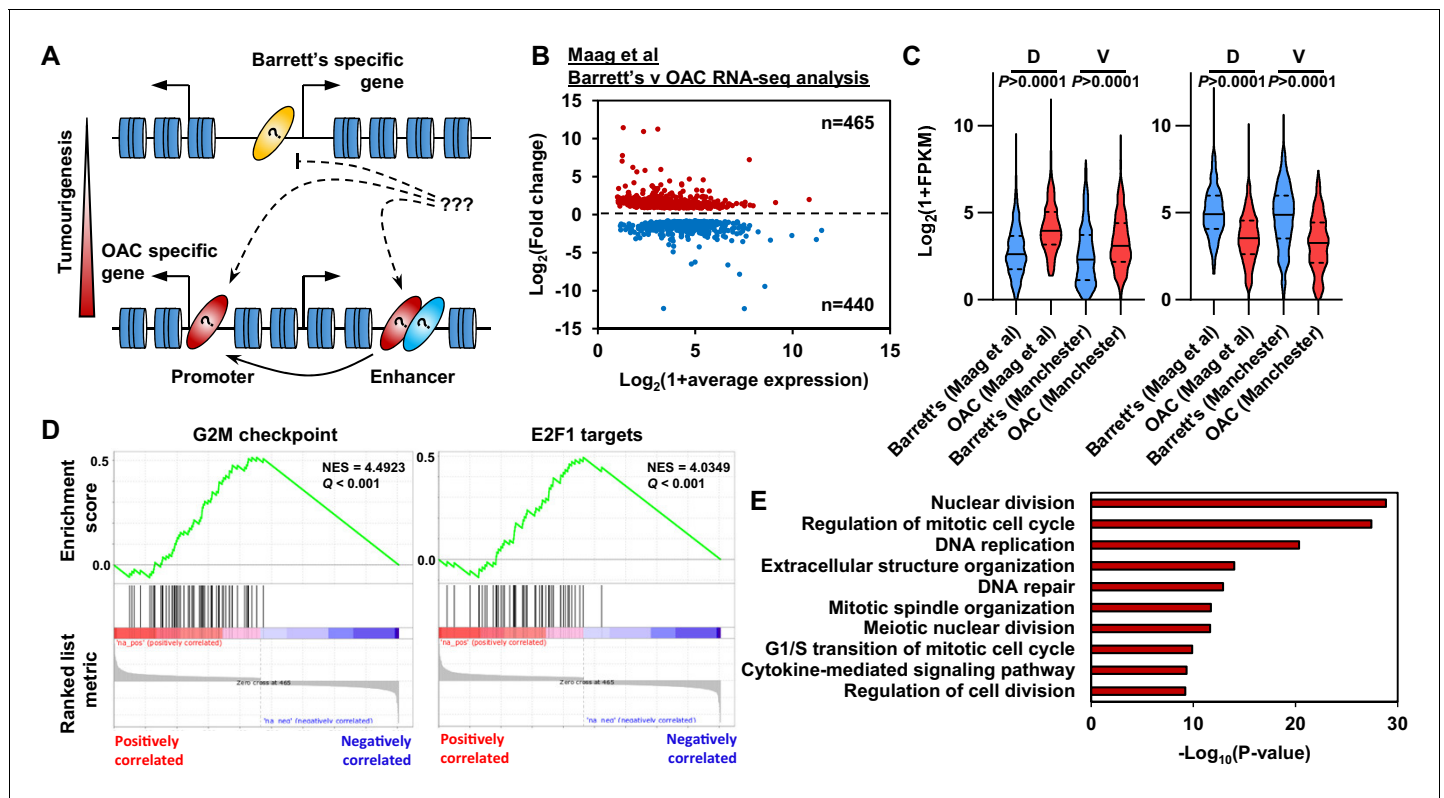 A
Barrett's specific
gene
?
Tumourigenesis
???
OAC specific
gene
?
?
?
Promoter
Enhancer
B
Maag et al
Barrett's v OAC RNA-seq analysis
Log2(Fold change)
15
10
5
0
-5
-10
-15
n=465
n=440
0
5
10
15
Log2(1+average expression)
C
D
V
D
V
P>0.0001
P>0.0001
P>0.0001
P>0.0001
Log2(1+FPKM)
10
5
0
10
5
0
Barrett's (Maag et al)
OAC (Maag et al)
Barrett's (Manchester)
OAC (Manchester)
Barrett's (Maag et al)
OAC (Maag et al)
Barrett's (Manchester)
OAC (Manchester)
D
G2M checkpoint
E2F1 targets
Enrichment
score
0.5
0.0
NES = 4.4923
Q < 0.001
0.5
0.0
NES = 4.0349
Q < 0.001
Ranked list
metric
'na_pos' (positively correlated)
Zero cross at 465
'na_neg' (negatively correlated)
'na_pos' (positively correlated)
Zero cross at 465
'na_neg' (negatively correlated)
Positively
correlated
Negatively
correlated
Positively
correlated
Negatively
correlated
E
Nuclear division
Regulation of mitotic cell cycle
DNA replication
Extracellular structure organization
DNA repair
Mitotic spindle organization
Meiotic nuclear division
G1/S transition of mitotic cell cycle
Cytokine-mediated signaling pathway
Regulation of cell division
0
10
20
30
-Log10(P-value)